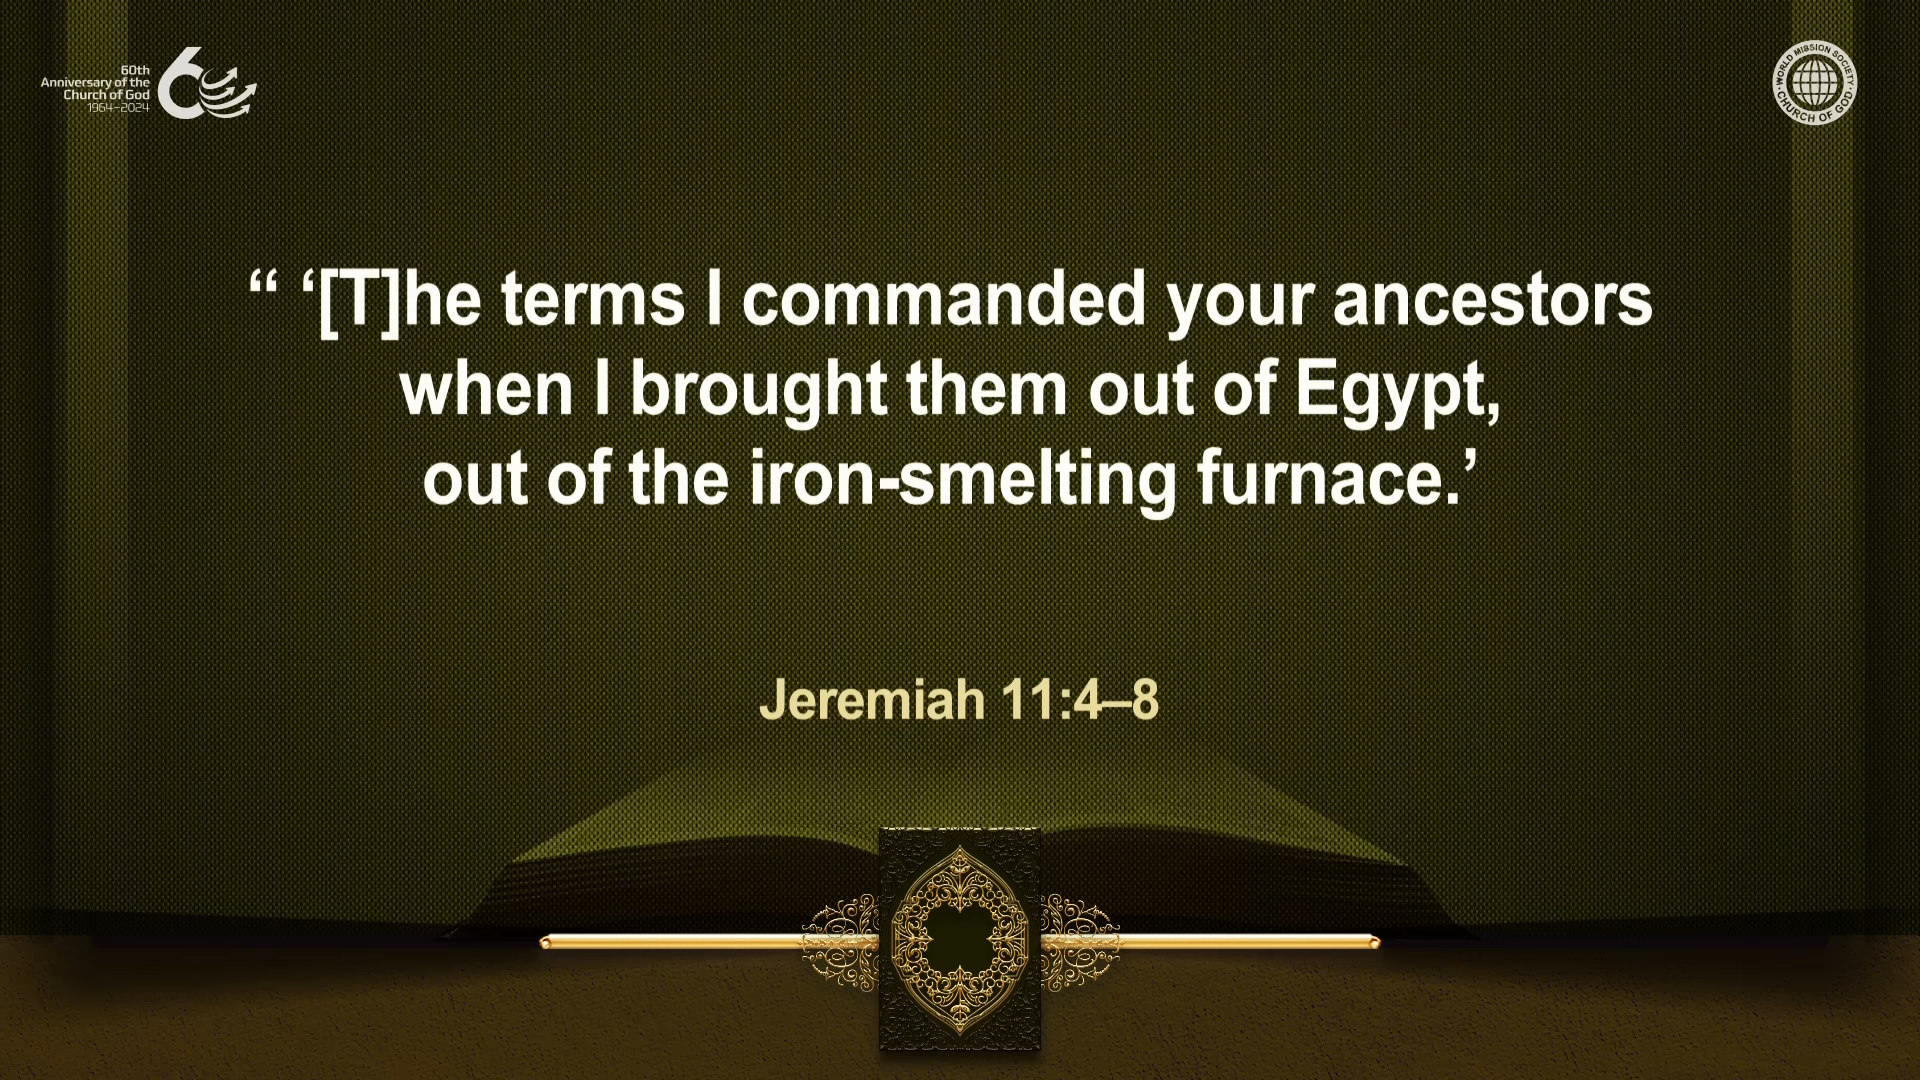 60th
Anniversary of the
Church of God
1964–2024
60
WORLD MISSION SOCIETY
CHURCH OF GOD
“ ‘[T]he terms I commanded your ancestors
when I brought them out of Egypt,
out of the iron-smelting furnace.’
Jeremiah 11:4–8